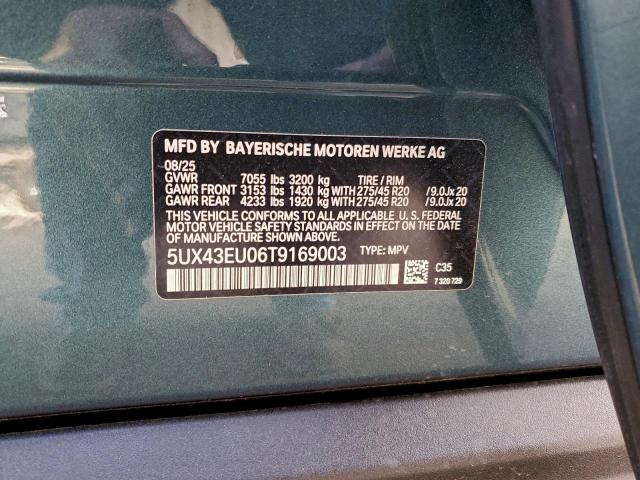 MFD BY BAYERISCHE MOTOREN WERKE AG
08/25
GVWR 7055 lbs 3200 kg TIRE / RIM
GAWR FRONT 3153 lbs 1430 kg WITH 275/45 R20 /9.0Jx 20
GAWR REAR 4233 lbs 1920 kg WITH 275/45 R20 /9.0Jx 20
THIS VEHICLE CONFORMS TO ALL APPLICABLE U. S. FEDERAL
MOTOR VEHICLE SAFETY STANDARDS IN EFFECT ON THE DATE
OF MANUFACTURE SHOWN ABOVE.
5UX43EU06T9169003 TYPE: MPV
C35
7 320 729